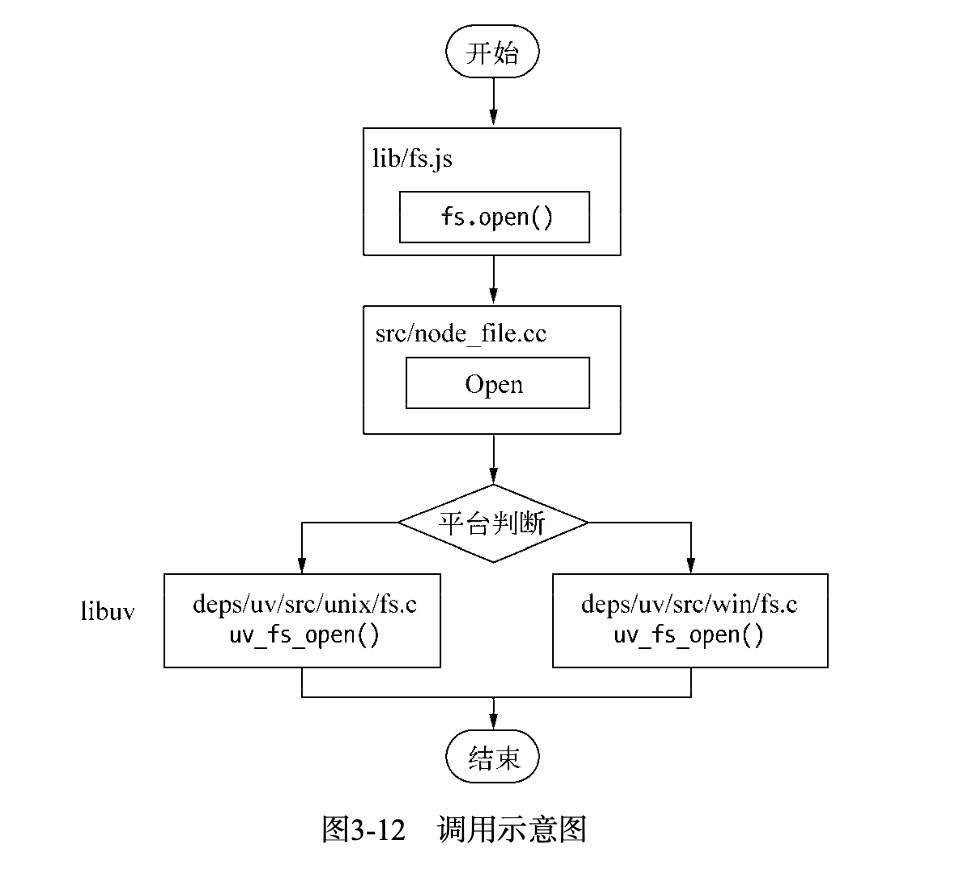 开始
lib/fs.js
fs.open()
src/node_file.cc
Open
平台判断
libuv
deps/uv/src/unix/fs.c
uv_fs_open()
deps/uv/src/win/fs.c
uv_fs_open()
结束
图3-12 调用示意图